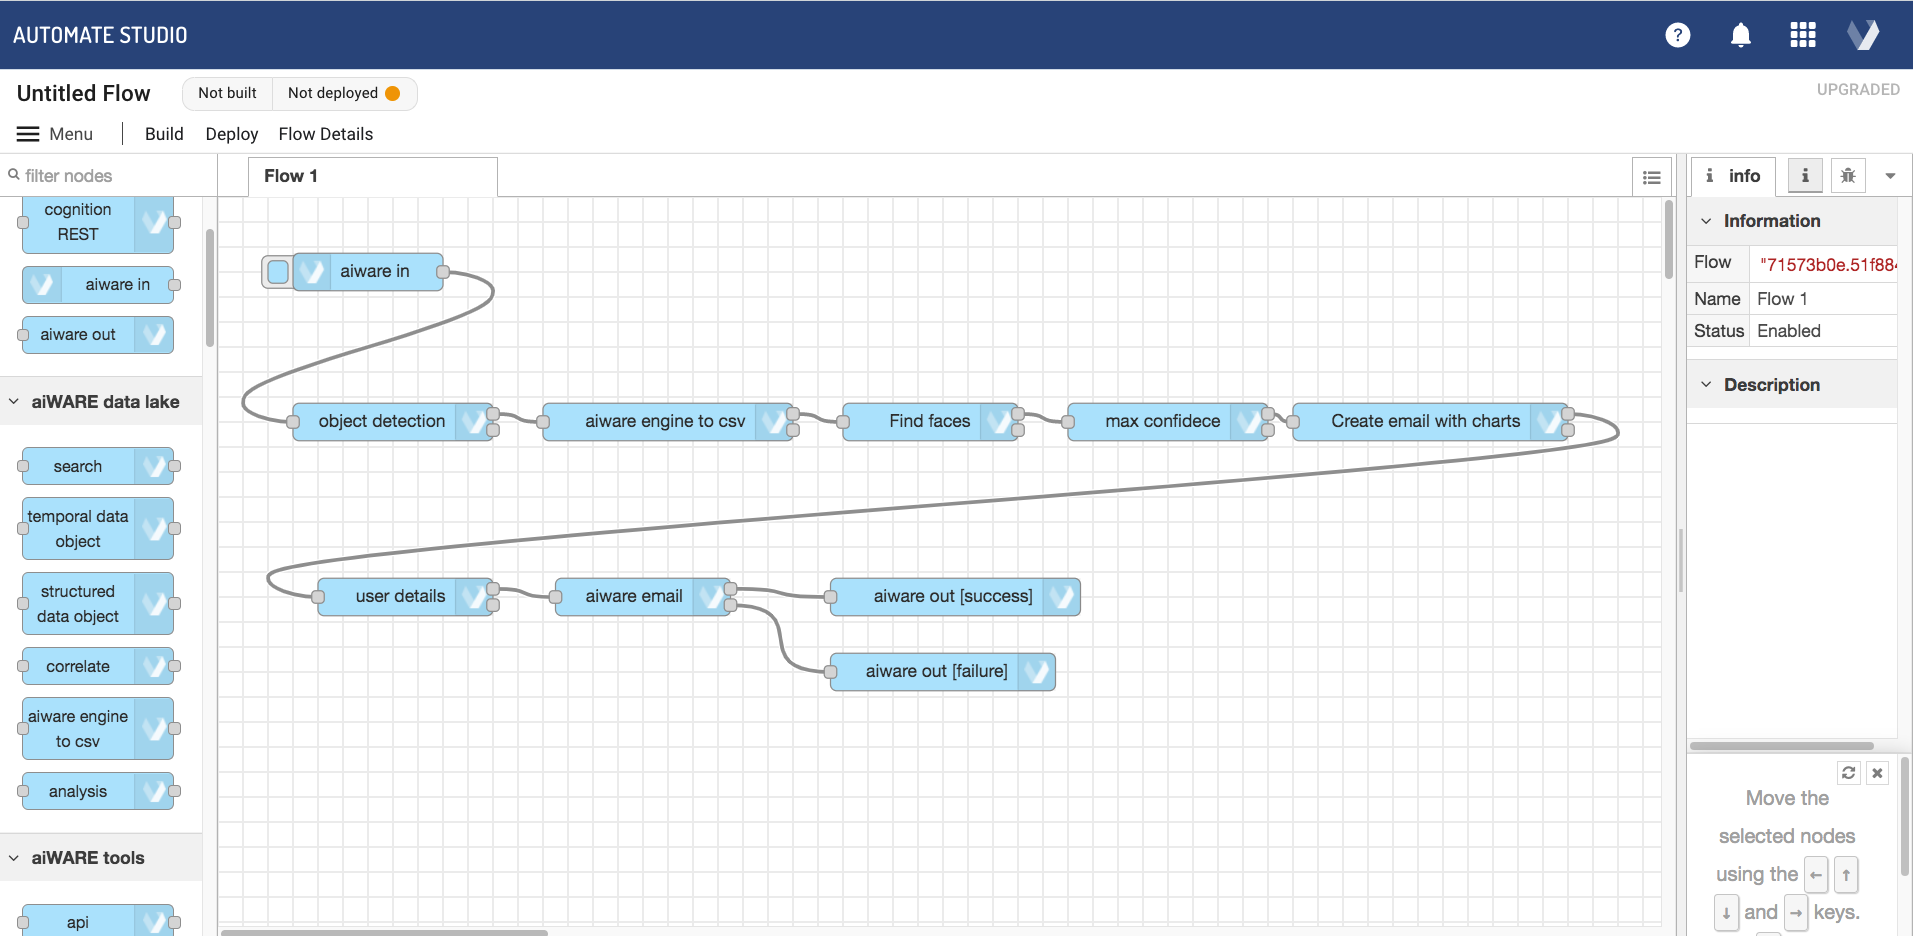 AUTOMATE STUDIO
?
Untitled Flow
Not built
Not deployed
UPGRADED
Menu
Build
Deploy
Flow Details
filter nodes
cognition
REST
aiware in
aiware out
aiWARE data lake
search
temporal data
object
structured
data object
correlate
aiware engine
to csv
analysis
aiWARE tools
api
Flow 1
aiware in
object detection
aiware engine to csv
Find faces
max confidece
Create email with charts
user details
aiware email
aiware out [success]
aiware out [failure]
i info
i
Information
Flow "71573b0e.51f884
Name Flow 1
Status Enabled
Description
Move the
selected nodes
using the ← ↑
↓ and → keys.